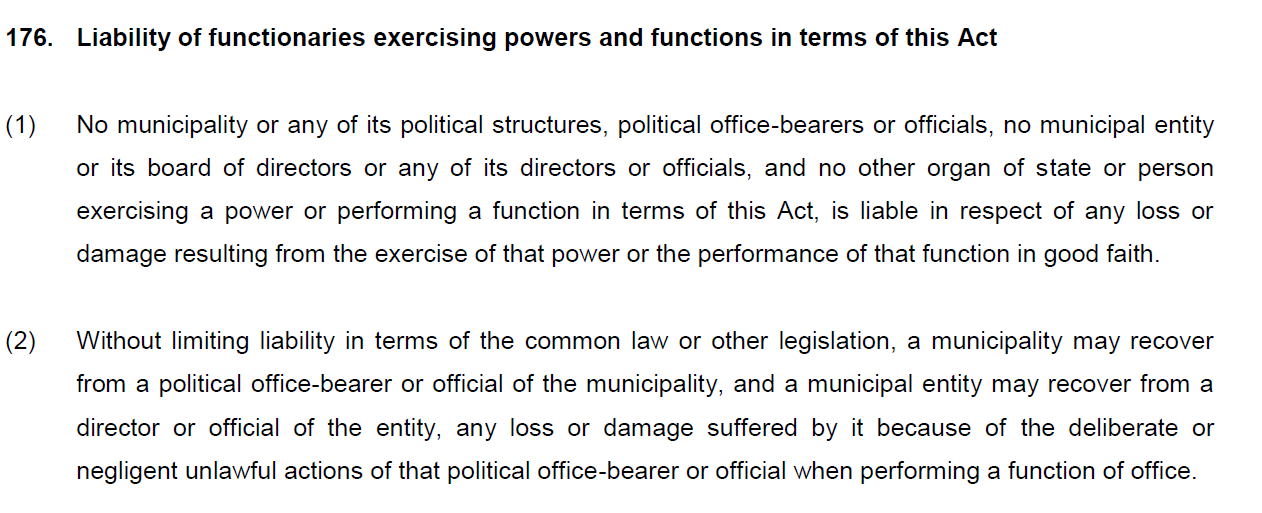 176. Liability of functionaries exercising powers and functions in terms of this Act
(1) No municipality or any of its political structures, political office-bearers or officials, no municipal entity
or its board of directors or any of its directors or officials, and no other organ of state or person
exercising a power or performing a function in terms of this Act, is liable in respect of any loss or
damage resulting from the exercise of that power or the performance of that function in good faith.
(2) Without limiting liability in terms of the common law or other legislation, a municipality may recover
from a political office-bearer or official of the municipality, and a municipal entity may recover from a
director or official of the entity, any loss or damage suffered by it because of the deliberate or
negligent unlawful actions of that political office-bearer or official when performing a function of office.